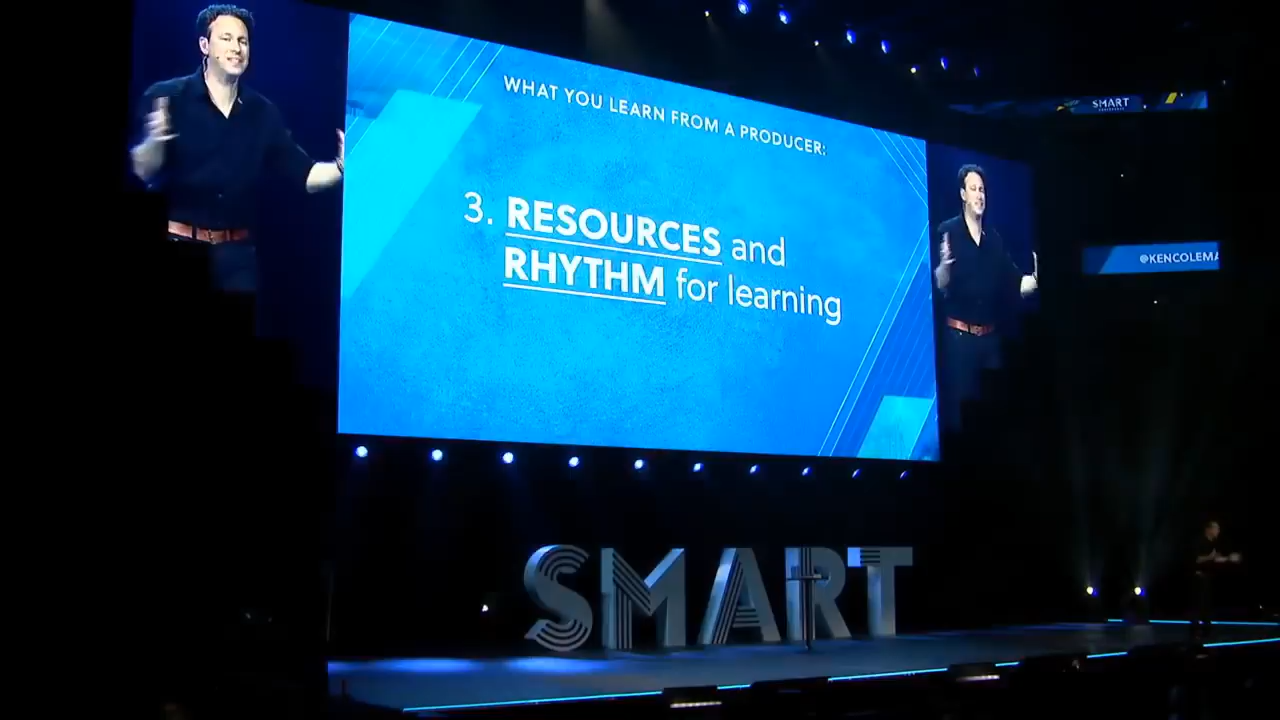 WHAT YOU LEARN FROM A PRODUCER:
3. RESOURCES and
RHYTHM for learning
SMART
@KENCOLEMA
SMART